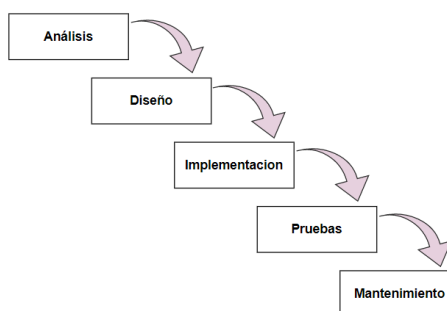 Análisis
Diseño
Implementacion
Pruebas
Mantenimiento